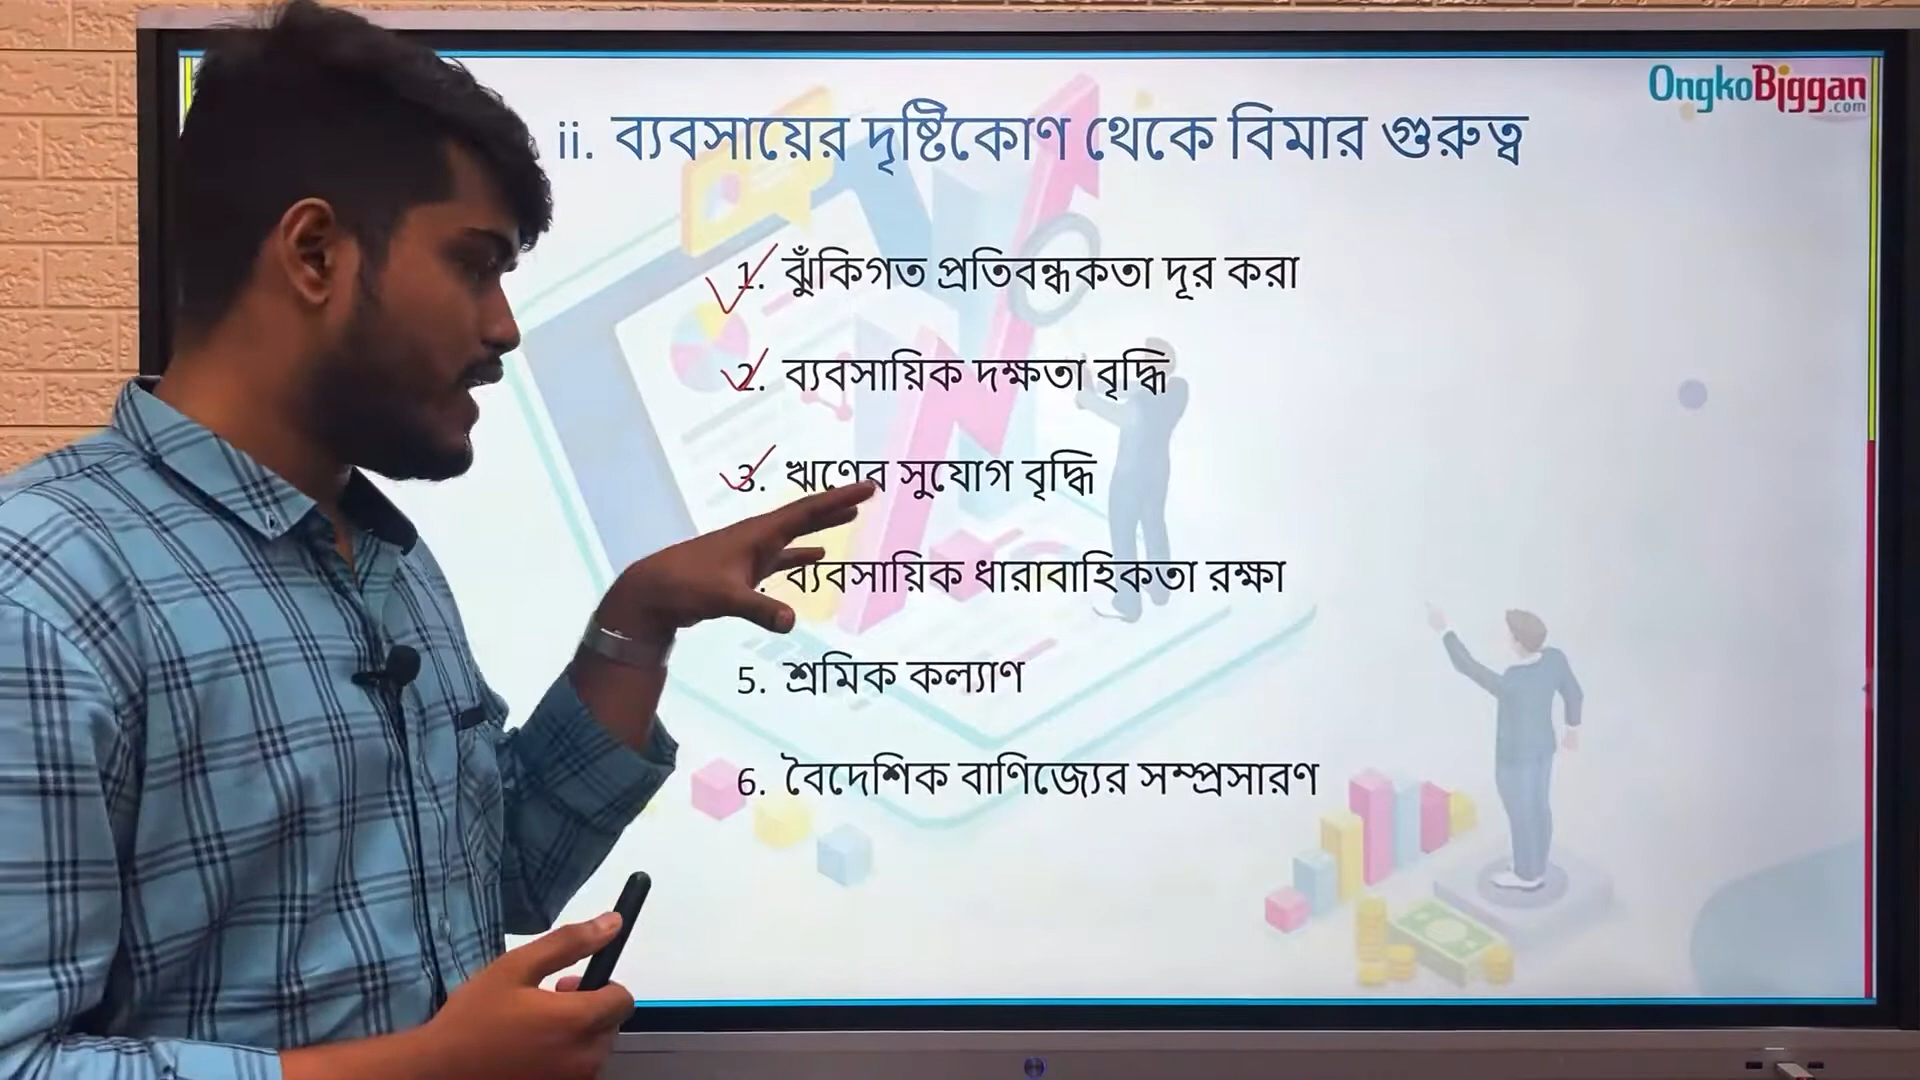 OngkoBiggan
.com
ii. ব্যবসায়ের দৃষ্টিকোণ থেকে বিমার গুরুত্ব
1. ঝুঁকিগত প্রতিবন্ধকতা দূর করা
2. ব্যবসায়িক দক্ষতা বৃদ্ধি
3. ঋণের সুযোগ বৃদ্ধি
. ব্যবসায়িক ধারাবাহিকতা রক্ষা
5. শ্রমিক কল্যাণ
6. বৈদেশিক বাণিজ্যের সম্প্রসারণ